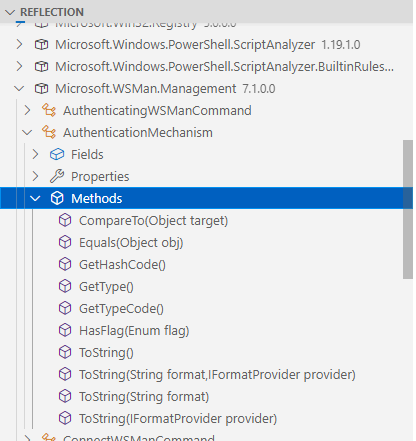 REFLECTION
Microsoft.Win32.Registry 5.0.0.0
Microsoft.Windows.PowerShell.ScriptAnalyzer 1.19.1.0
Microsoft.Windows.PowerShell.ScriptAnalyzer.BuiltinRules...
Microsoft.WSMan.Management 7.1.0.0
AuthenticatingWSManCommand
AuthenticationMechanism
Fields
Properties
Methods
CompareTo(Object target)
Equals(Object obj)
GetHashCode()
GetType()
GetTypeCode()
HasFlag(Enum flag)
ToString()
ToString(String format,IFormatProvider provider)
ToString(String format)
ToString(IFormatProvider provider)
ConnectWSManCommand